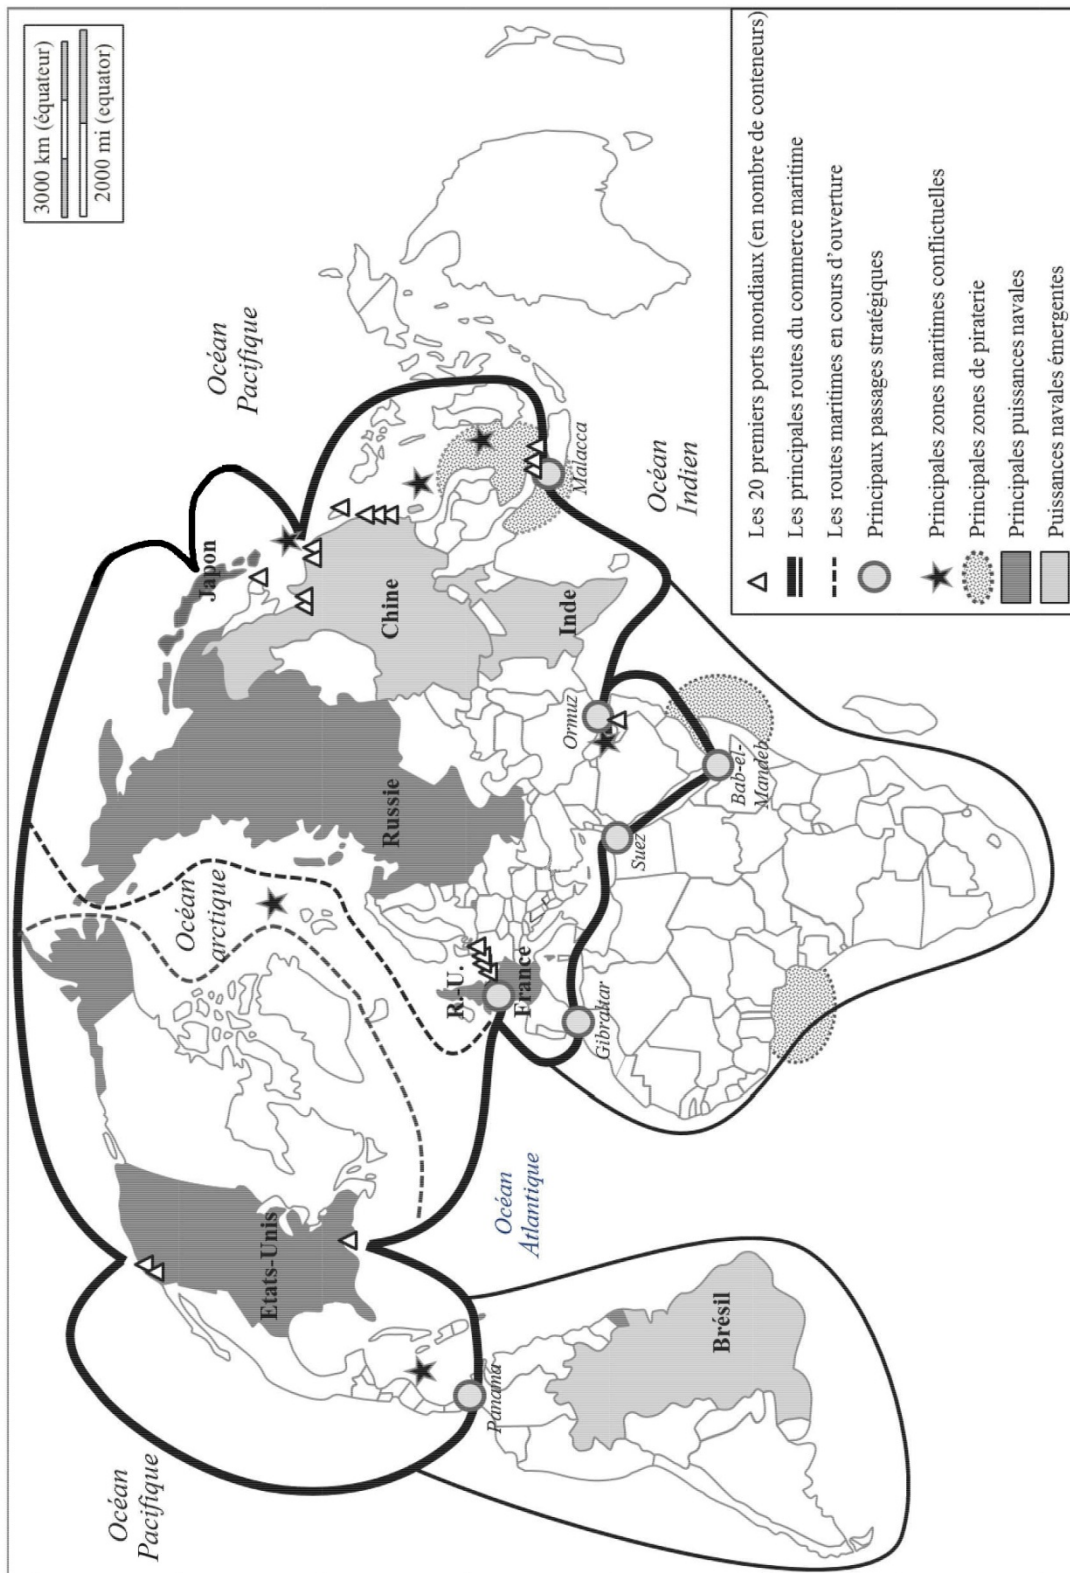 3000 km (équateur)
2000 mi (equator)
Océan
Pacifique
Océan
Pacifique
Océan
arctique
Océan
Atlantique
Océan
Indien
Etats-Unis
R.-U.
France
Russie
Japon
Chine
Inde
Brésil
Panama
Gibraltar
Suez
Bab-el-
Mandeb
Ormuz
Malacca
Les 20 premiers ports mondiaux (en nombre de conteneurs)
Les principales routes du commerce maritime
Les routes maritimes en cours d’ouverture
Principaux passages stratégiques
Principales zones maritimes conflictuelles
Principales zones de piraterie
Principales puissances navales
Puissances navales émergentes